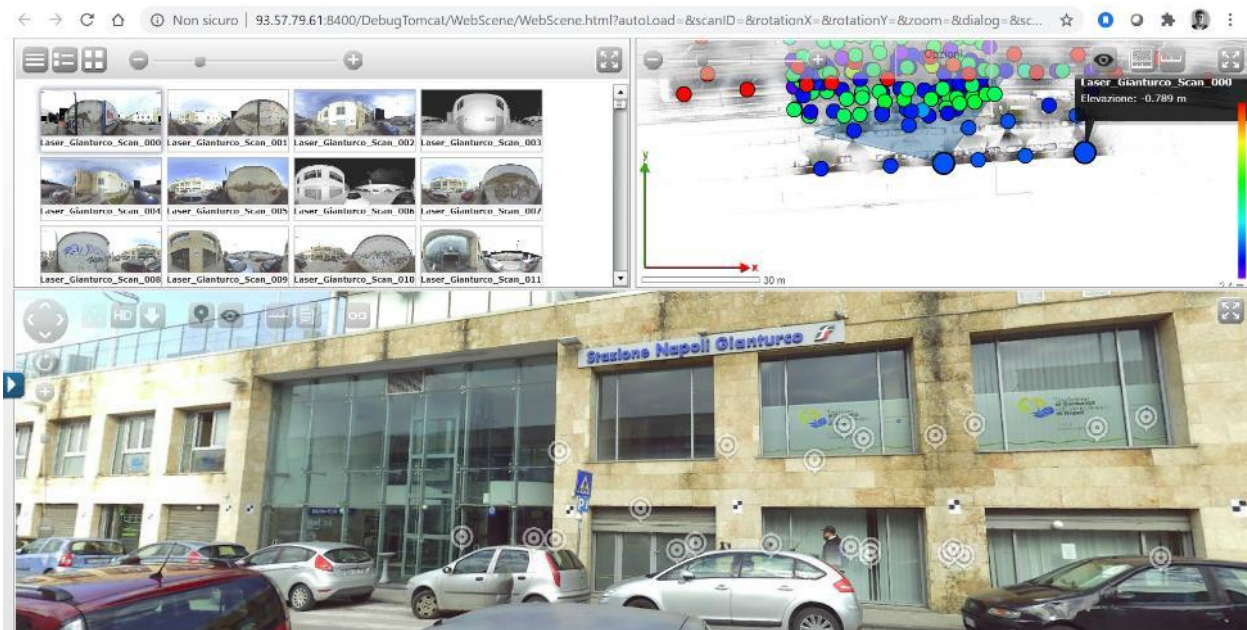 Non sicuro | 93.57.79.61:8400/DebugTomcat/WebScene/WebScene.html?autoLoad=&scanID=&rotationX=&rotationY=&zoom=&dialog=&sc...
Opzioni
Laser_Gianturco_Scan_000
Elevazione: -0.789 m
Laser_Gianturco_Scan_000 Laser_Gianturco_Scan_001 Laser_Gianturco_Scan_002 Laser_Gianturco_Scan_003
Laser_Gianturco_Scan_004 Laser_Gianturco_Scan_005 Laser_Gianturco_Scan_006 Laser_Gianturco_Scan_007
Laser_Gianturco_Scan_008 Laser_Gianturco_Scan_009 Laser_Gianturco_Scan_010 Laser_Gianturco_Scan_011
y
x
30 m
HD
Stazione Napoli Gianturco
P